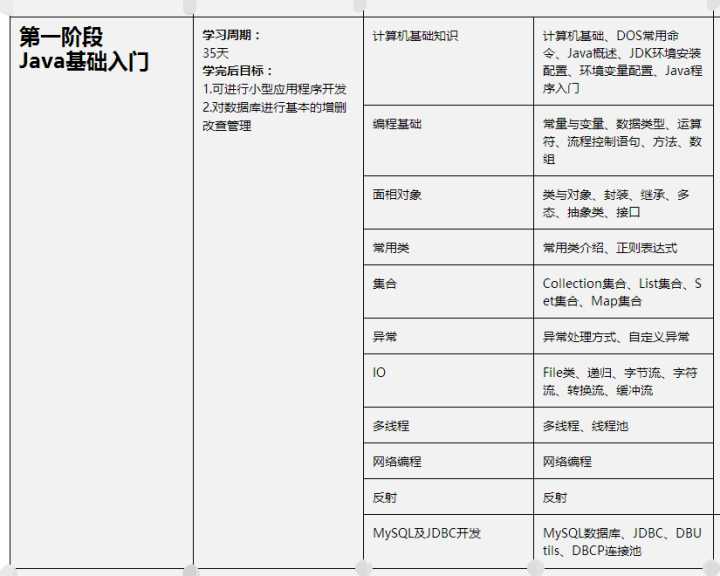 第一阶段
Java基础入门
学习周期：
35天
学完后目标：
1.可进行小型应用程序开发
2.对数据库进行基本的增删
改查管理
计算机基础知识
计算机基础、DOS常用命
令、Java概述、JDK环境安装
配置、环境变量配置、Java程
序入门
编程基础
常量与变量、数据类型、运算
符、流程控制语句、方法、数
组
面相对象
类与对象、封装、继承、多
态、抽象类、接口
常用类
常用类介绍、正则表达式
集合
Collection集合、List集合、S
et集合、Map集合
异常
异常处理方式、自定义异常
IO
File类、递归、字节流、字符
流、转换流、缓冲流
多线程
多线程、线程池
网络编程
网络编程
反射
反射
MySQL及JDBC开发
MySQL数据库、JDBC、DBU
tils、DBCP连接池